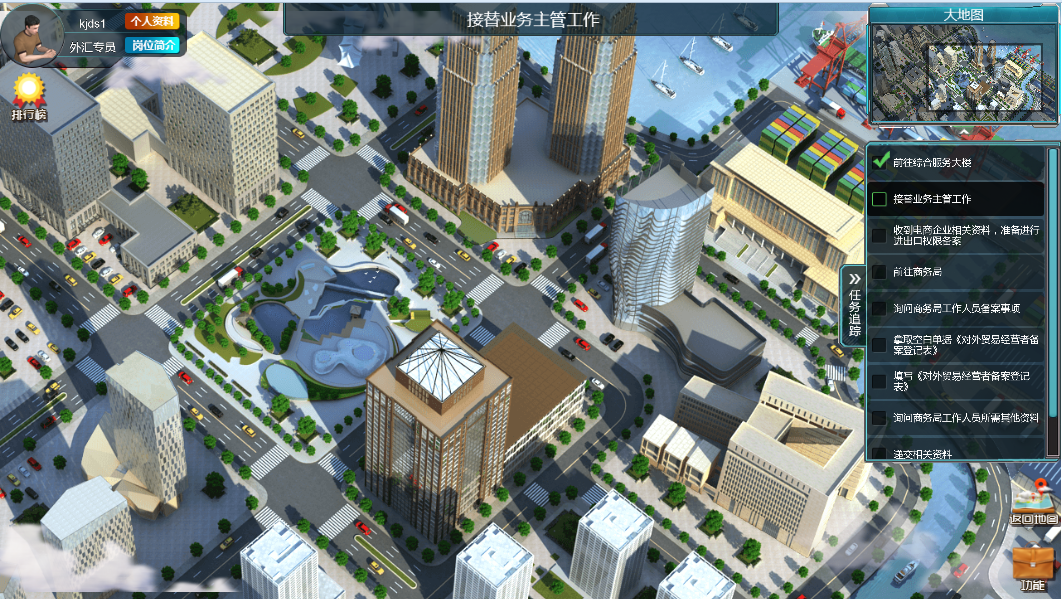 kjds1
个人资料
外汇专员
岗位简介
排行榜
接替业务主管工作
大地图
任务追踪
前往综合服务大楼
接替业务主管工作
收到电商企业相关资料，准备进行
进出口权限备案
前往商务局
询问商务局工作人员备案事项
拿取空白单据《对外贸易经营者备
案登记表》
填写《对外贸易经营者备案登记
表》
询问商务局工作人员所需其他资料
递交相关资料
返回地图
功能